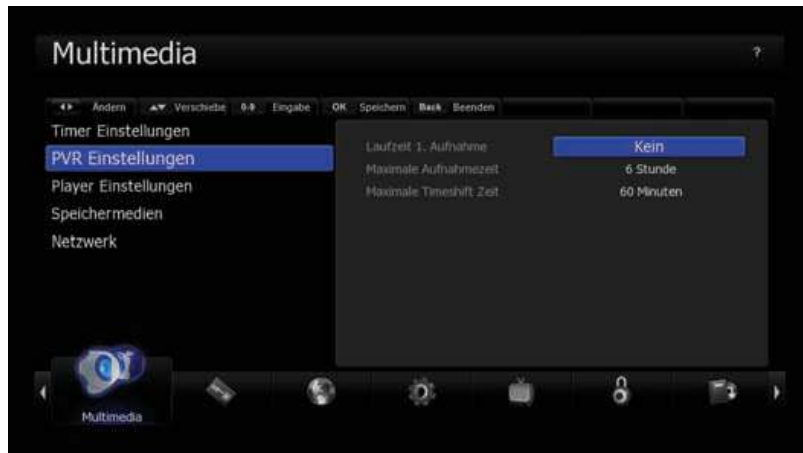 Multimedia
?
Ändern Verschiebe 0-9 Eingabe OK Speichern Back Beenden
Timer Einstellungen
PVR Einstellungen
Player Einstellungen
Speichermedien
Netzwerk
Laufzeit 1. Aufnahme Kein
Maximale Aufnahmezeit 6 Stunde
Maximale Timeshift Zeit 60 Minuten
Multimedia